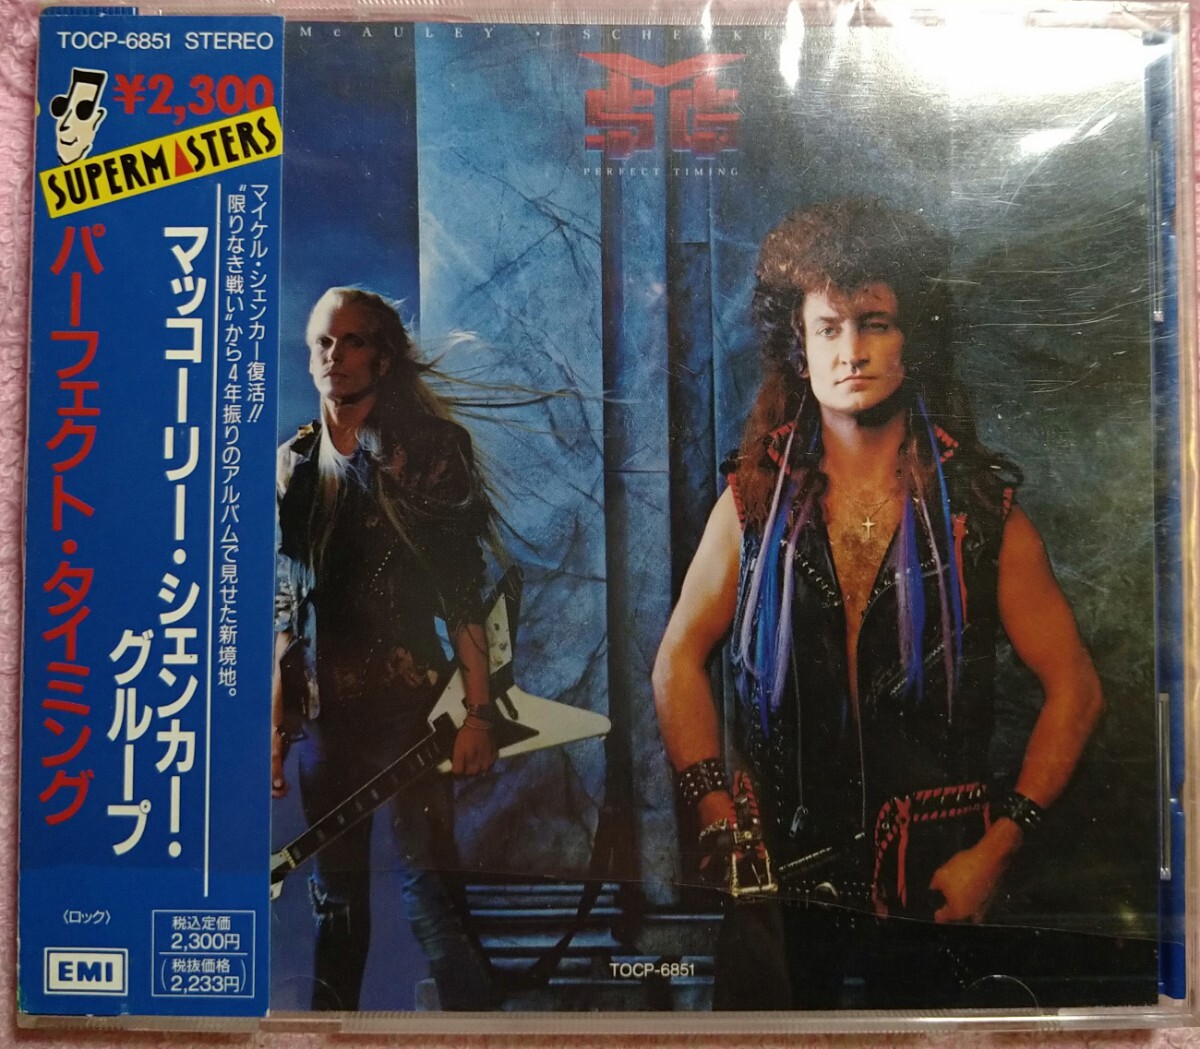 TOCP-6851 STEREO
¥2,300
SUPERMASTERS
マイケル・シェンカー復活!!
“限りなき戦い”から4年振りのアルバムで見せた新境地。
マッコーリー・シェンカー・
グループ
パーフェクト・タイミング
〈ロック〉
EMI
税込定価
2,300円
(税抜価格
2,233円)
McAULEY · SCHENKE
MSG
PERFECT TIMING
TOCP-6851